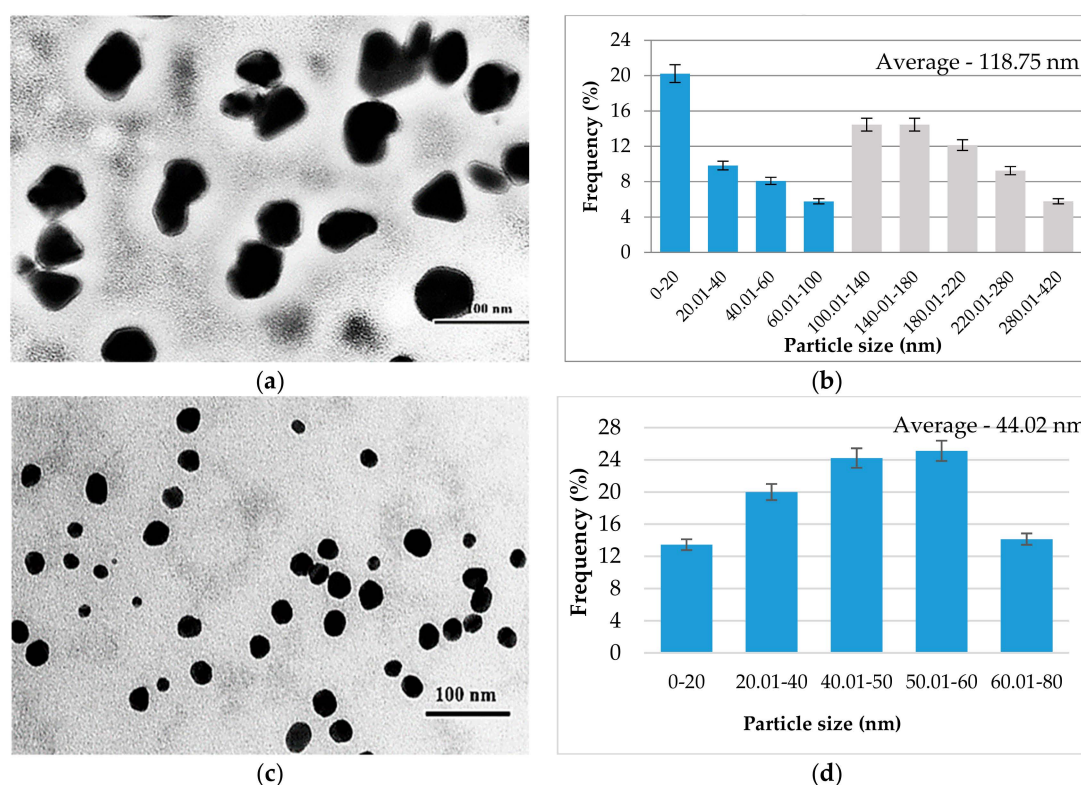 100 nm
(a)
Average - 118.75 nm
Frequency (%)
24
20
16
12
8
4
0
0-20
20.01-40
40.01-60
60.01-100
100.01-140
140-01-180
180.01-220
220.01-280
280.01-420
Particle size (nm)
(b)
100 nm
(c)
Average - 44.02 nm
Frequency (%)
28
24
20
16
12
8
4
0
0-20
20.01-40
40.01-50
50.01-60
60.01-80
Particle size (nm)
(d)